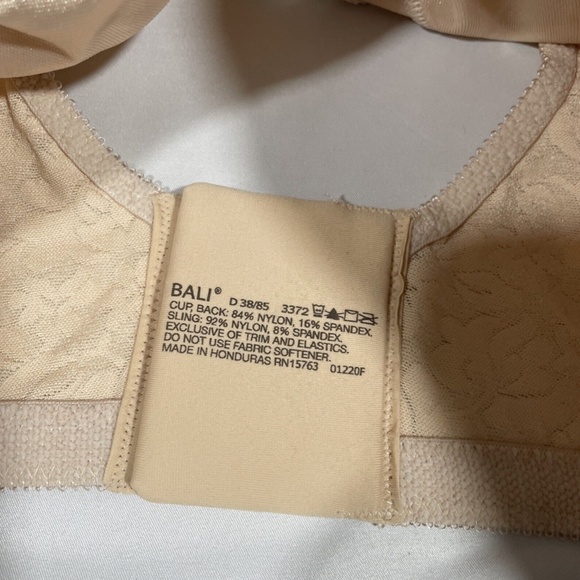 BALI® D 38/85 3372
CUP, BACK: 84% NYLON, 16% SPANDEX.
SLING: 92% NYLON, 8% SPANDEX.
EXCLUSIVE OF TRIM AND ELASTICS.
DO NOT USE FABRIC SOFTENER.
MADE IN HONDURAS RN15763 01220F